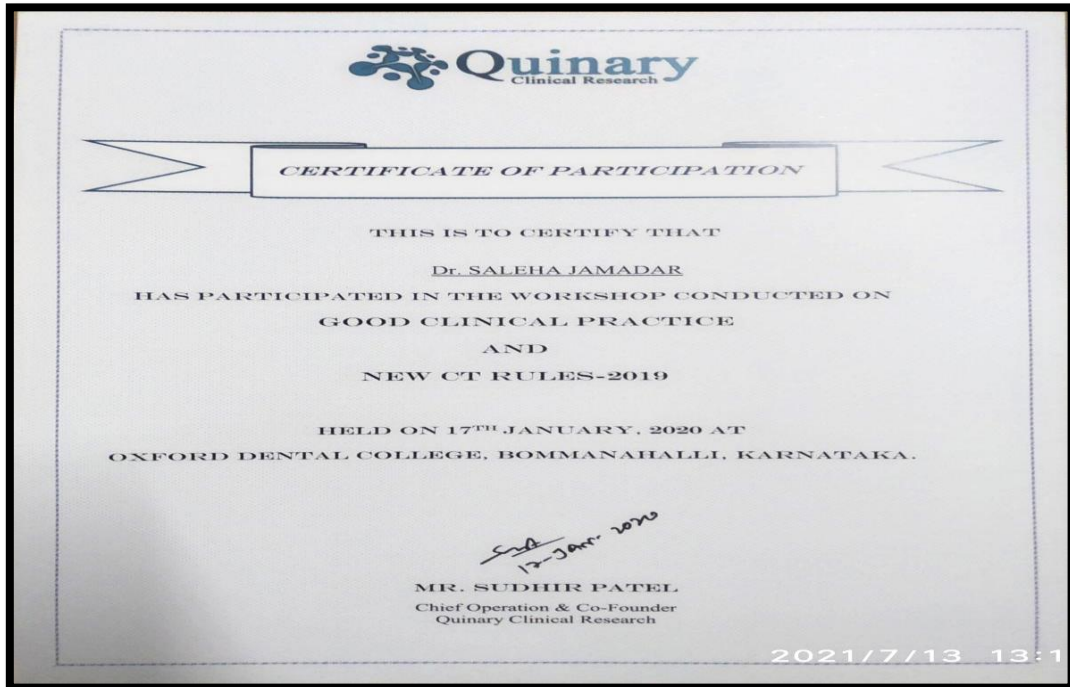 Quinary
Clinical Research
CERTIFICATE OF PARTICIPATION
THIS IS TO CERTIFY THAT
Dr. SALEHA JAMADAR
HAS PARTICIPATED IN THE WORKSHOP CONDUCTED ON
GOOD CLINICAL PRACTICE
AND
NEW CT RULES-2019
HELD ON 17TH JANUARY, 2020 AT
OXFORD DENTAL COLLEGE, BOMMANAHALLI, KARNATAKA.
17-Jan-2020
MR. SUDHIR PATEL
Chief Operation & Co-Founder
Quinary Clinical Research
2021/7/13 13:1